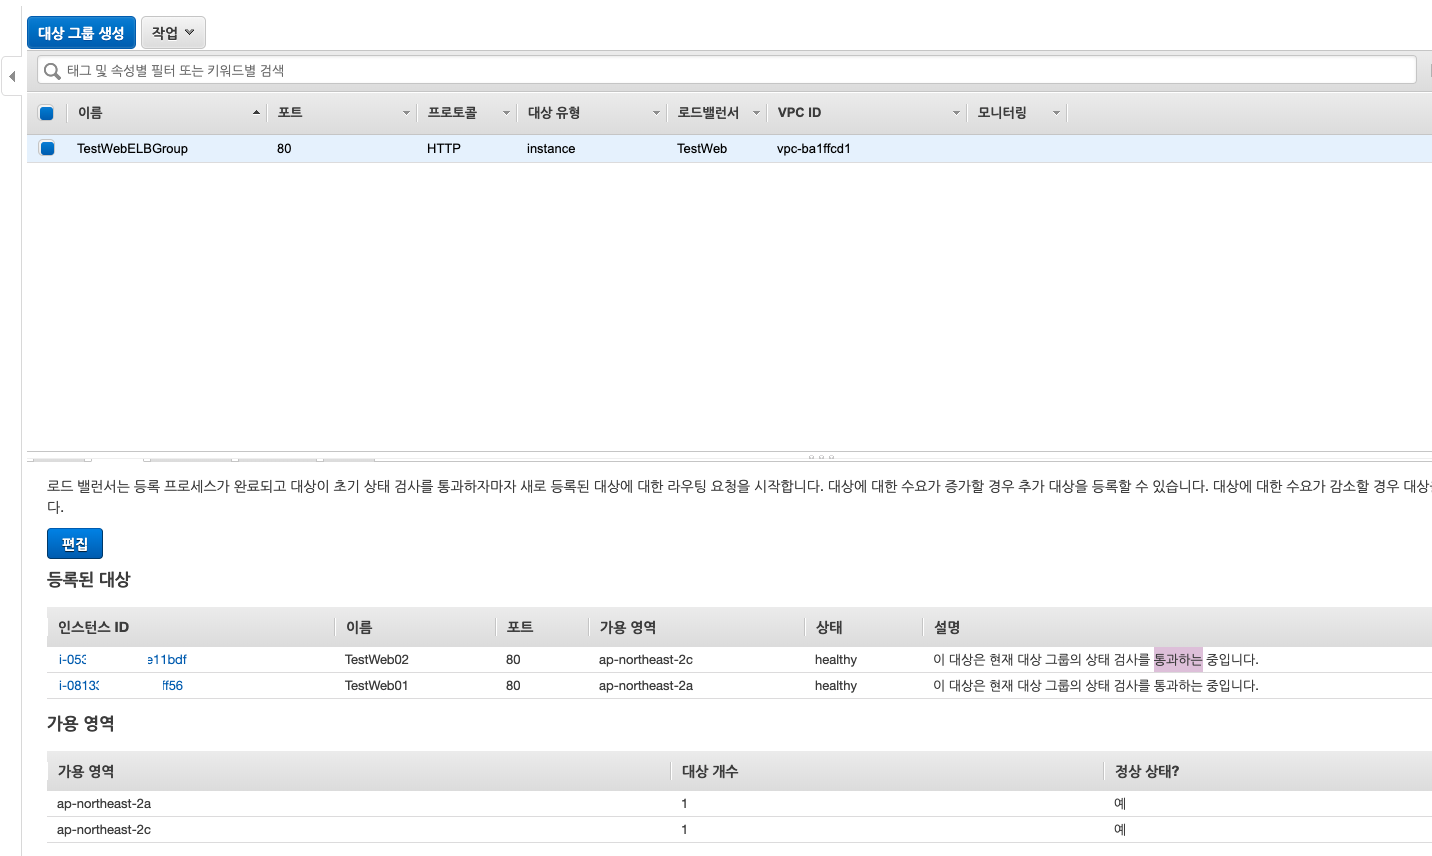 대상 그룹 생성 작업
태그 및 속성별 필터 또는 키워드별 검색
이름 포트 프로토콜 대상 유형 로드밸런서 VPC ID 모니터링
TestWebELBGroup 80 HTTP instance TestWeb vpc-ba1ffcd1
로드 밸런서는 등록 프로세스가 완료되고 대상이 초기 상태 검사를 통과하자마자 새로 등록된 대상에 대한 라우팅 요청을 시작합니다. 대상에 대한 수요가 증가할 경우 추가 대상을 등록할 수 있습니다. 대상에 대한 수요가 감소할 경우 대상
다.
편집
등록된 대상
인스턴스 ID 이름 포트 가용 영역 상태 설명
i-053 e11bdf TestWeb02 80 ap-northeast-2c healthy 이 대상은 현재 대상 그룹의 상태 검사를 통과하는 중입니다.
i-0813 ff56 TestWeb01 80 ap-northeast-2a healthy 이 대상은 현재 대상 그룹의 상태 검사를 통과하는 중입니다.
가용 영역
가용 영역 대상 개수 정상 상태?
ap-northeast-2a 1 예
ap-northeast-2c 1 예